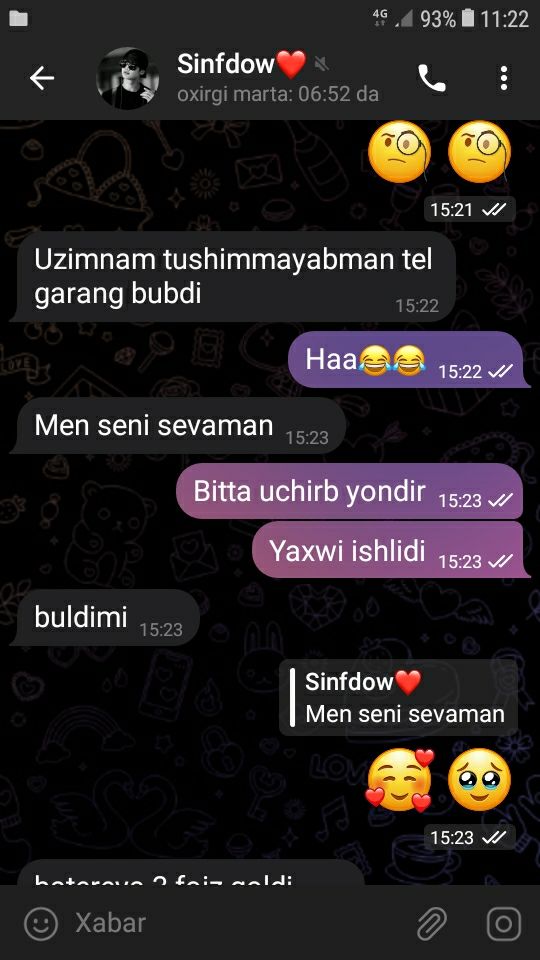 4G 93% 11:22
Sinfdow❤️
oxirgi marta: 06:52 da
🧐 🧐
15:21
Uzimnam tushimmayabman tel
garang bubdi 15:22
Haa😂😂 15:22
Men seni sevaman 15:23
Bitta uchirb yondir 15:23
Yaxwi ishlidi 15:23
buldimi 15:23
Sinfdow❤️
Men seni sevaman
🥰 🥹
15:23
Xabar